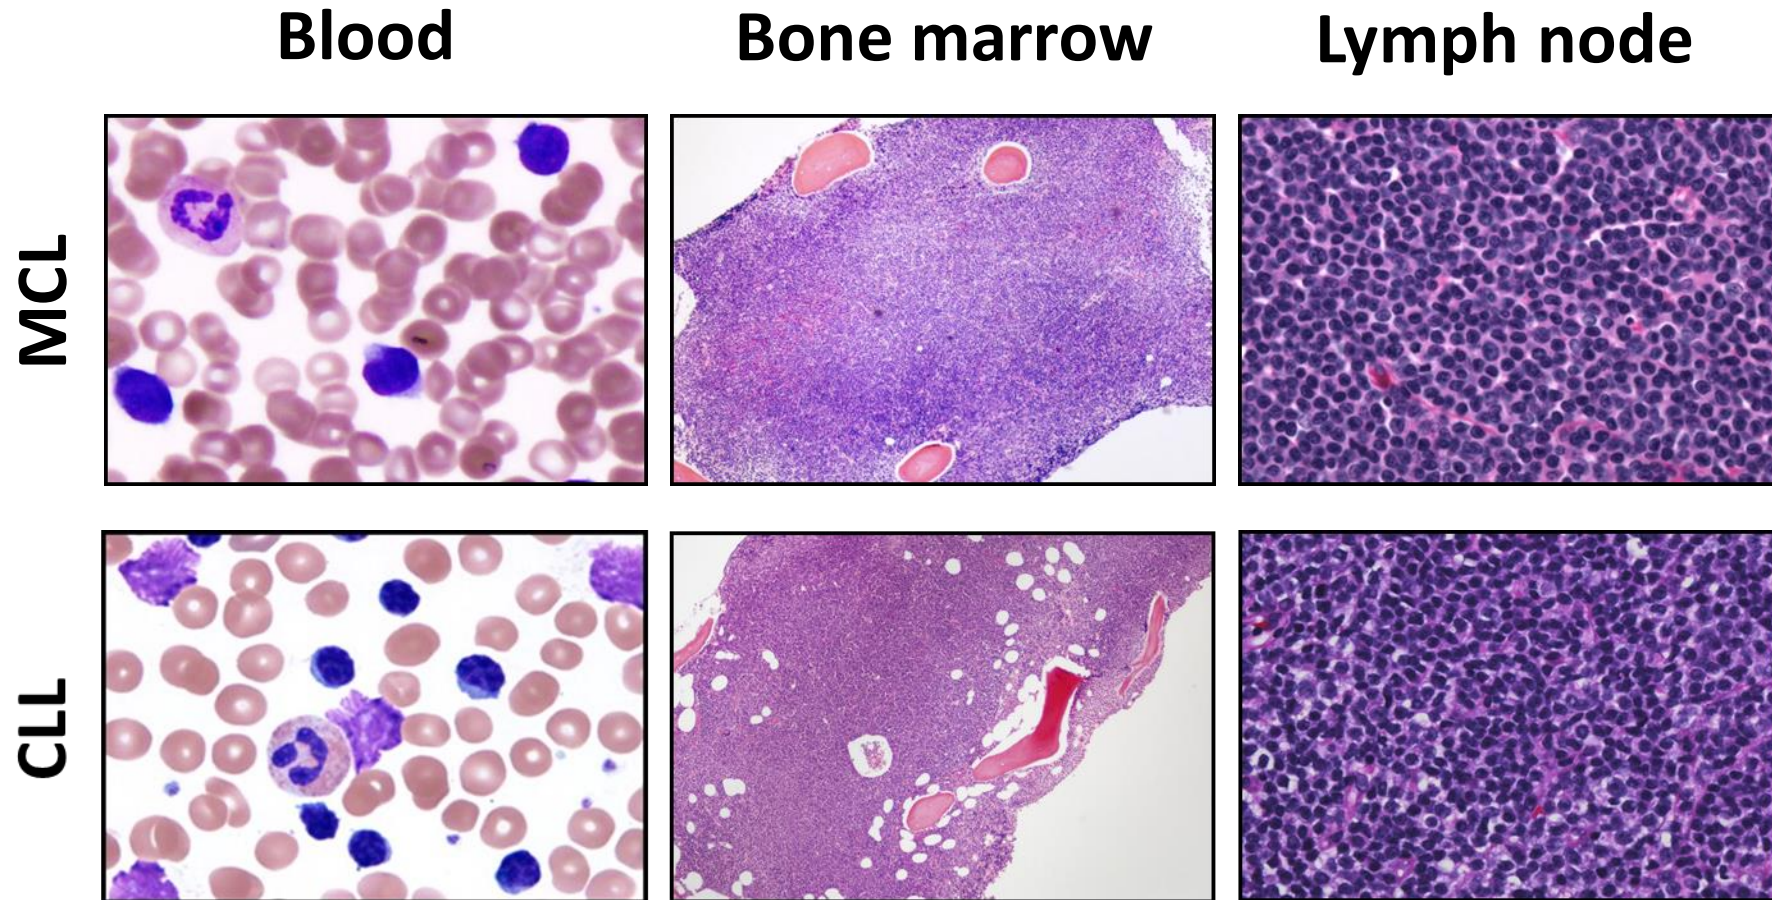 Blood
Bone marrow
Lymph node
MCL
CLL